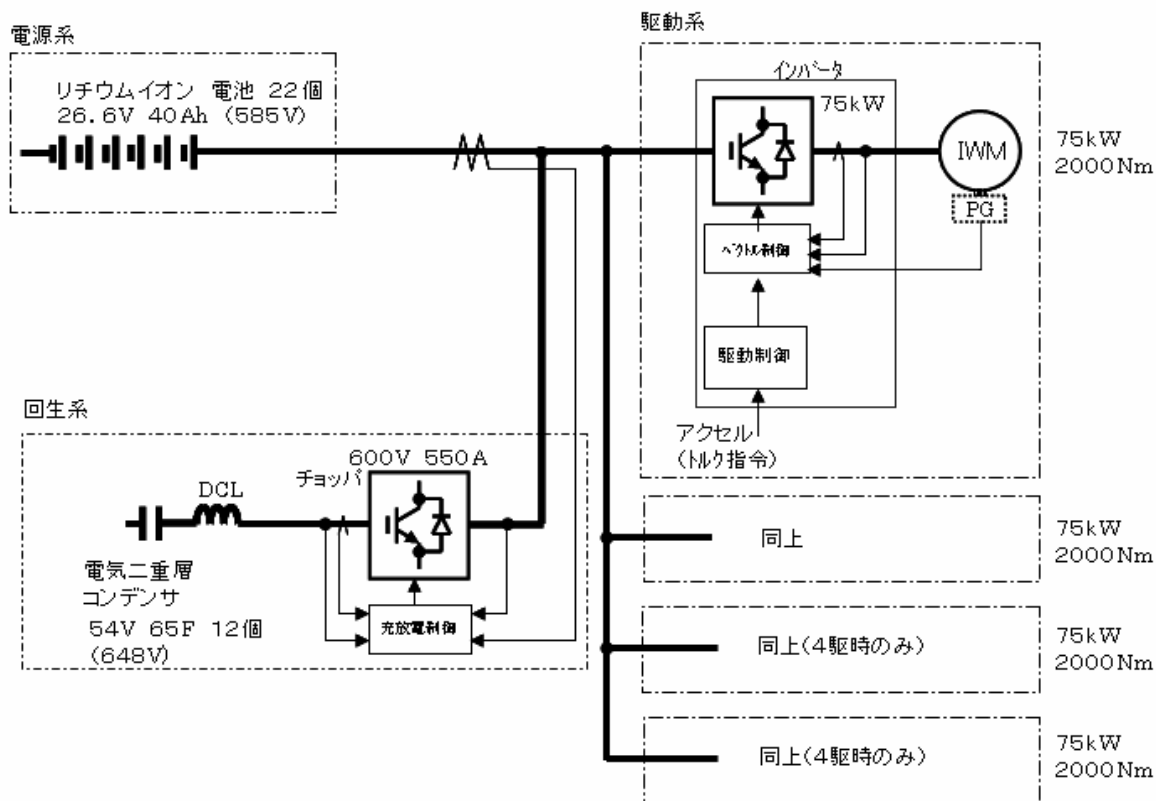 電源系
リチウムイオン 電池 22個
26.6V 40Ah (585V)
駆動系
インバータ
75kW
IWM
PG
75kW
2000Nm
ベクトル制御
駆動制御
アクセル
(トルク指令)
回生系
600V 550A
チョッパ
DCL
電気二重層
コンデンサ
54V 65F 12個
(648V)
充放電制御
同上
75kW
2000Nm
同上(4駆時のみ)
75kW
2000Nm
同上(4駆時のみ)
75kW
2000Nm